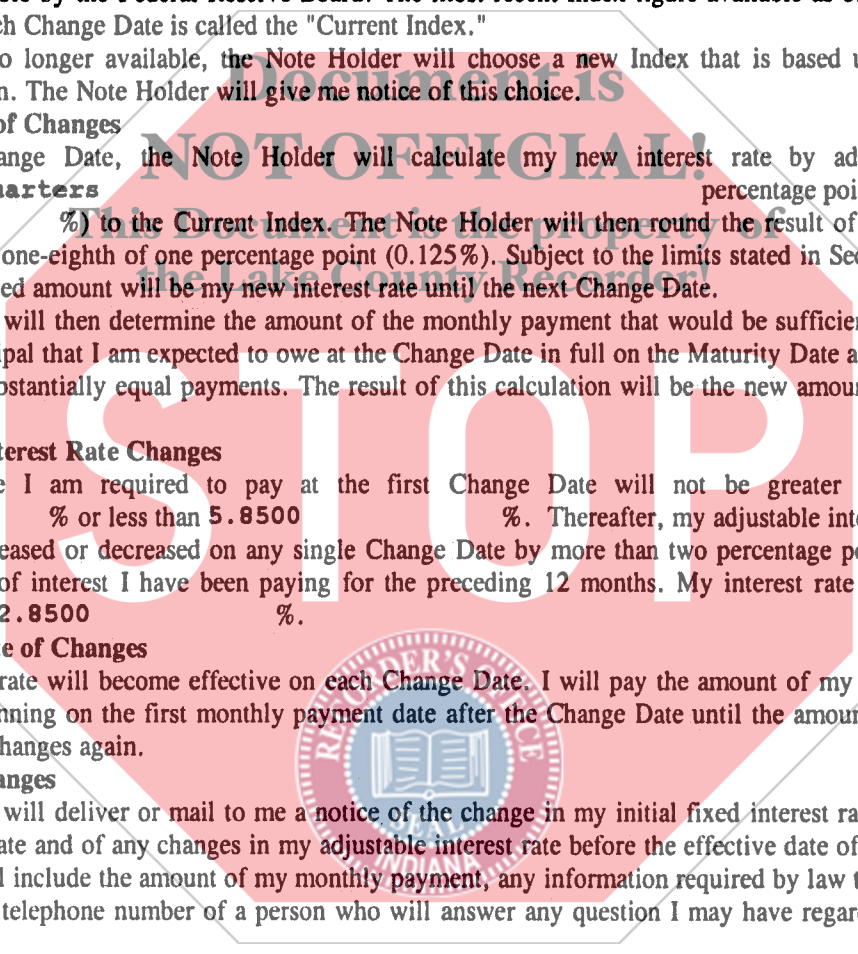 ch Change Date is called the "Current Index."
o longer available, the Note Holder will choose a new Index that is based u
n. The Note Holder will give me notice of this choice.
of Changes
ange Date, the Note Holder will calculate my new interest rate by ad
uarters percentage poi
%) to the Current Index. The Note Holder will then round the result of
one-eighth of one percentage point (0.125%). Subject to the limits stated in Sec
ed amount will be my new interest rate until the next Change Date.
will then determine the amount of the monthly payment that would be sufficien
ipal that I am expected to owe at the Change Date in full on the Maturity Date a
bstantially equal payments. The result of this calculation will be the new amoun
terest Rate Changes
e I am required to pay at the first Change Date will not be greater
% or less than 5.8500 %. Thereafter, my adjustable inte
eased or decreased on any single Change Date by more than two percentage po
of interest I have been paying for the preceding 12 months. My interest rate
2.8500 %.
e of Changes
rate will become effective on each Change Date. I will pay the amount of my
nning on the first monthly payment date after the Change Date until the amoun
hanges again.
anges
will deliver or mail to me a notice of the change in my initial fixed interest ra
ate and of any changes in my adjustable interest rate before the effective date of
l include the amount of my monthly payment, any information required by law t
telephone number of a person who will answer any question I may have regar
Document is
NOT OFFICIAL!
This Document is the property of
the Lake County Recorder!
STOP
RECORDER'S OFFICE
SEAL
INDIANA